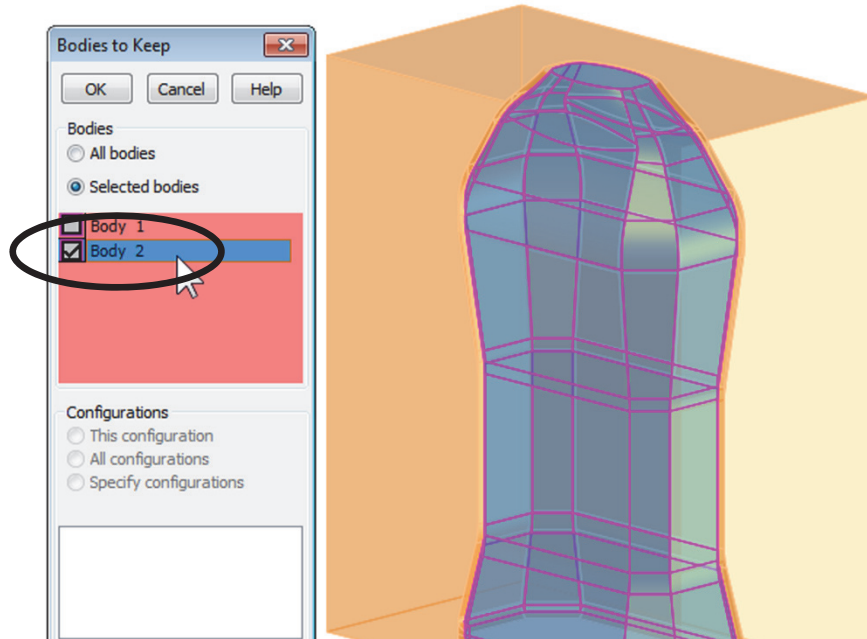 Bodies to Keep
OK Cancel Help
Bodies
All bodies
Selected bodies
Body 1
Body 2
Configurations
This configuration
All configurations
Specify configurations